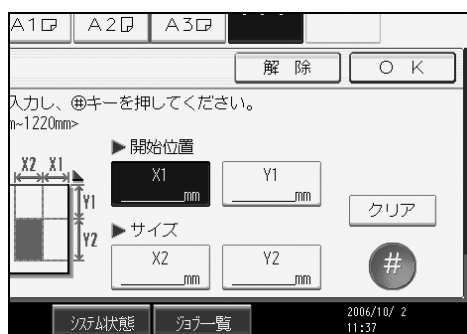 A1 A2 A3
解 除 O K
入力し、#キーを押してください。
m~1220mm>
▶開始位置
X2 X1
X1 Y1
mm mm
Y1
クリア
Y2
▶サイズ
X2 Y2
mm mm
#
システム状態 ジョブ一覧 2006/10/ 2
11:37